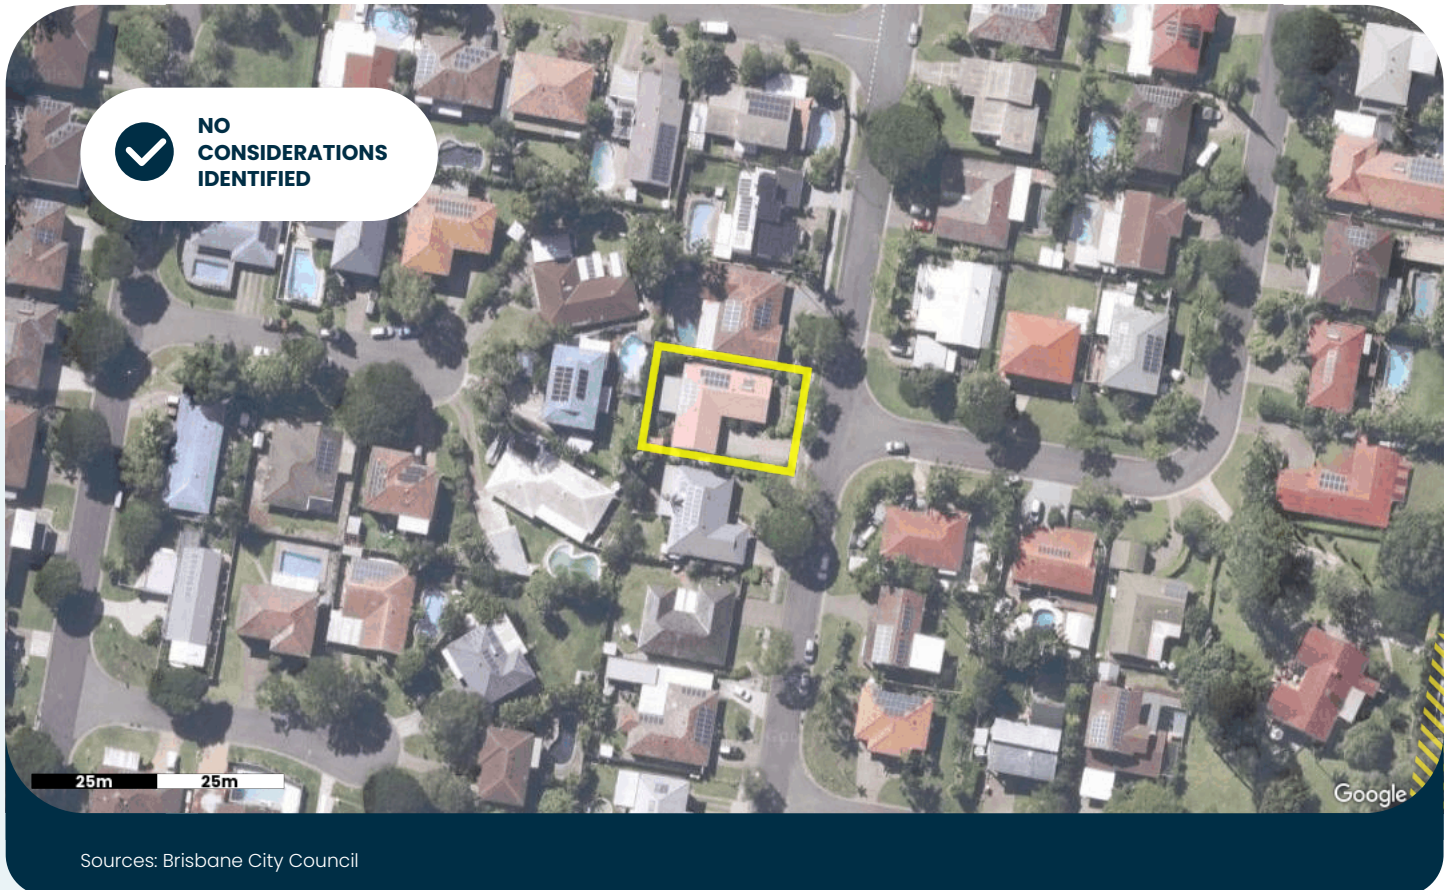 NO
CONSIDERATIONS
IDENTIFIED
25m 25m
Google
Sources: Brisbane City Council